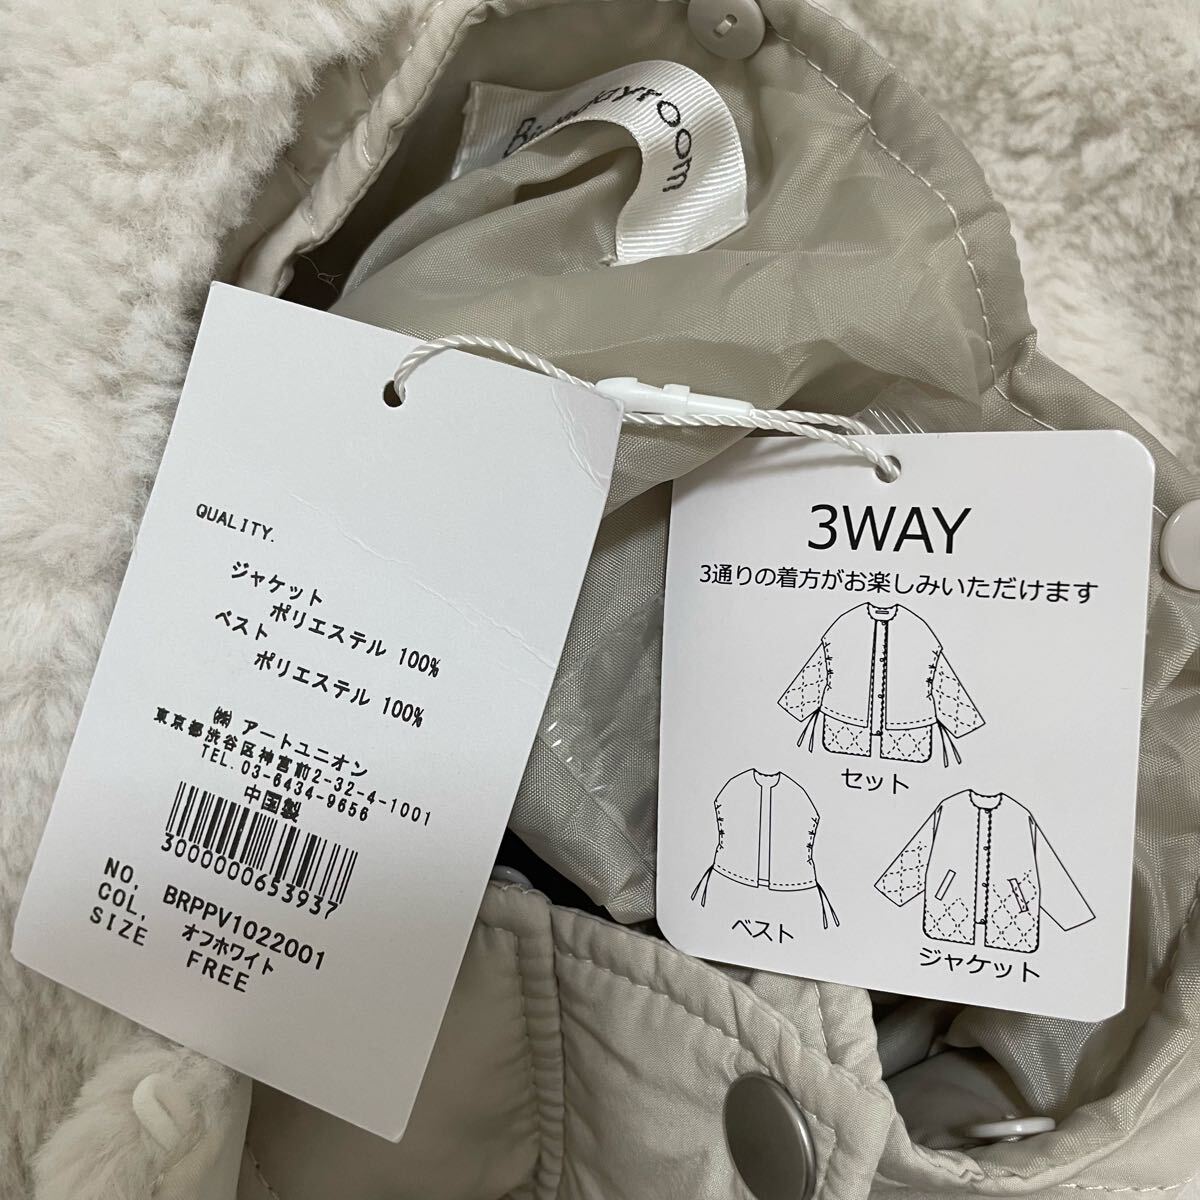 QUALITY.
ジャケット
ポリエステル 100%
ベスト
ポリエステル 100%
㈱ アートユニオン
東京都渋谷区神宮前2-32-4-1001
TEL.03-6434-9656
中国製
3000000653937
NO. BRPPV1022001
COL. オフホワイト
SIZE FREE
3WAY
3通りの着方がお楽しみいただけます
セット
ベスト
ジャケット